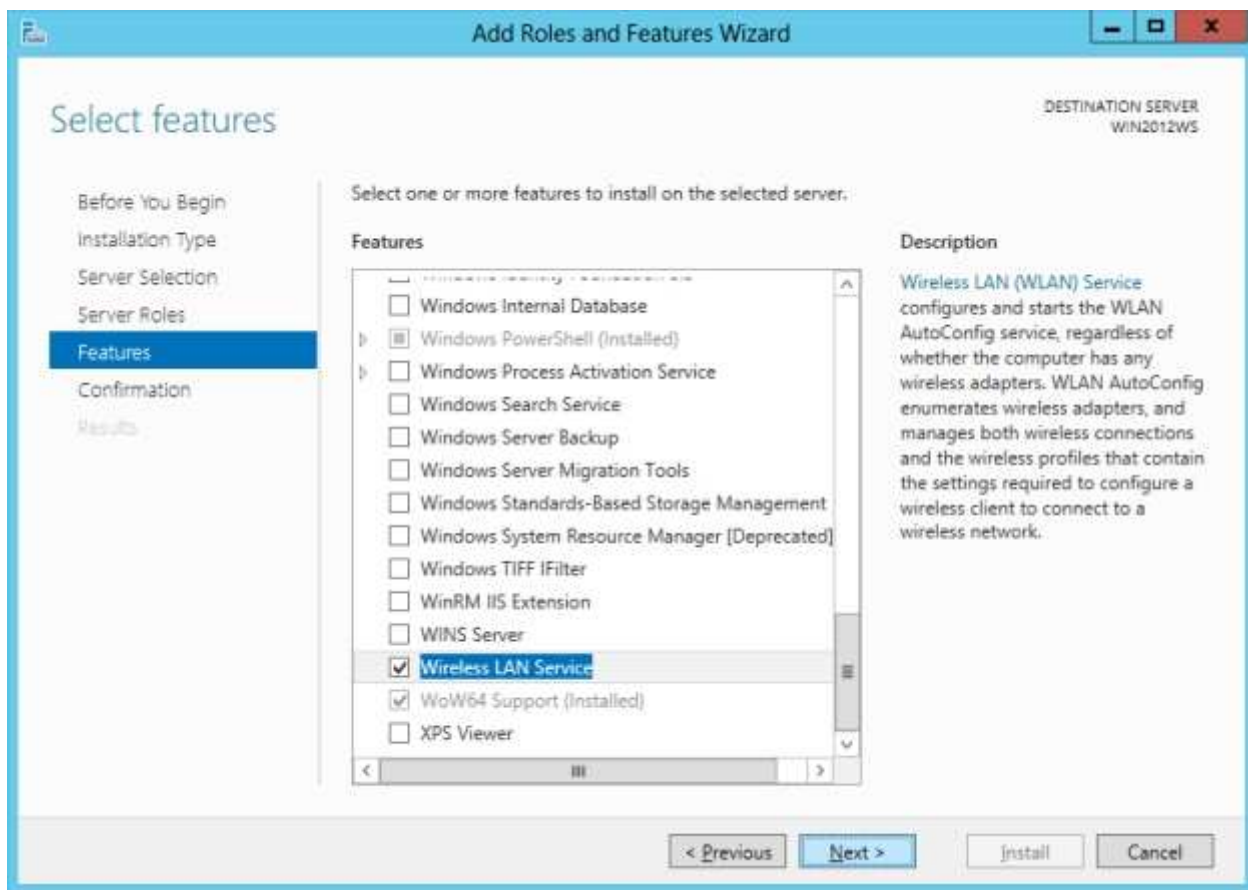 Add Roles and Features Wizard
Select features
DESTINATION SERVER
WIN2012WS
Before You Begin
Installation Type
Server Selection
Server Roles
Features
Confirmation
Results
Select one or more features to install on the selected server.
Features
Windows Internal Database
Windows PowerShell (Installed)
Windows Process Activation Service
Windows Search Service
Windows Server Backup
Windows Server Migration Tools
Windows Standards-Based Storage Management
Windows System Resource Manager [Deprecated]
Windows TIFF IFilter
WinRM IIS Extension
WINS Server
Wireless LAN Service
WoW64 Support (Installed)
XPS Viewer
Description
Wireless LAN (WLAN) Service
configures and starts the WLAN
AutoConfig service, regardless of
whether the computer has any
wireless adapters. WLAN AutoConfig
enumerates wireless adapters, and
manages both wireless connections
and the wireless profiles that contain
the settings required to configure a
wireless client to connect to a
wireless network.
< Previous
Next >
Install
Cancel